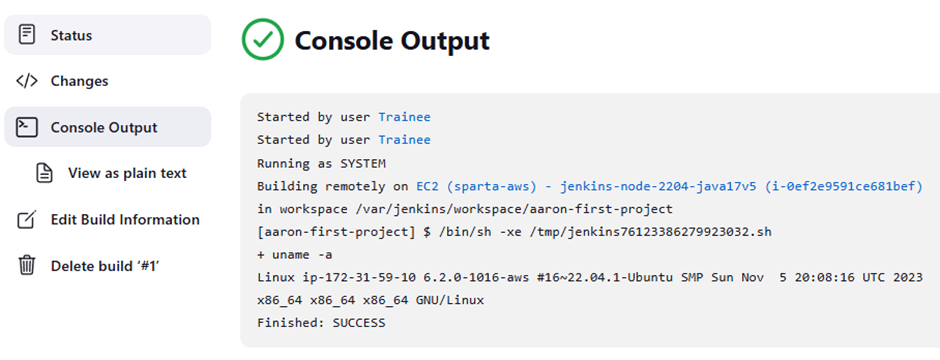 Status
Changes
Console Output
View as plain text
Edit Build Information
Delete build '#1'
Console Output
Started by user Trainee
Started by user Trainee
Running as SYSTEM
Building remotely on EC2 (sparta-aws) - jenkins-node-2204-java17v5 (i-0ef2e9591ce681bef)
in workspace /var/jenkins/workspace/aaron-first-project
[aaron-first-project] $ /bin/sh -xe /tmp/jenkins76123386279923032.sh
+ uname -a
Linux ip-172-31-59-10 6.2.0-1016-aws #16~22.04.1-Ubuntu SMP Sun Nov  5 20:08:16 UTC 2023
x86_64 x86_64 x86_64 GNU/Linux
Finished: SUCCESS